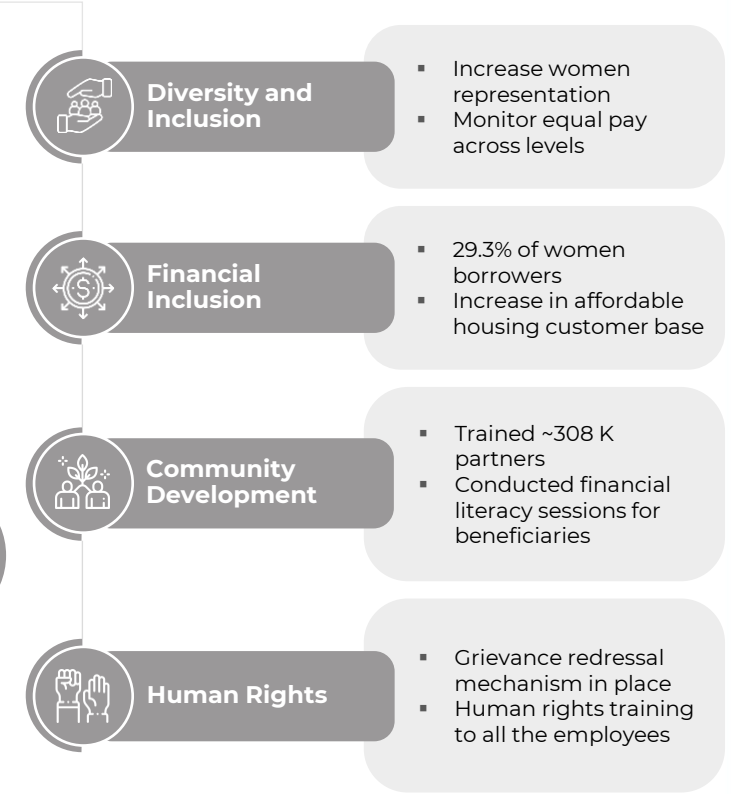 Diversity and
Inclusion
▪ Increase women
representation
▪ Monitor equal pay
across levels
Financial
Inclusion
$
▪ 29.3% of women
borrowers
▪ Increase in affordable
housing customer base
Community
Development
▪ Trained ~308 K
partners
▪ Conducted financial
literacy sessions for
beneficiaries
Human Rights
▪ Grievance redressal
mechanism in place
▪ Human rights training
to all the employees